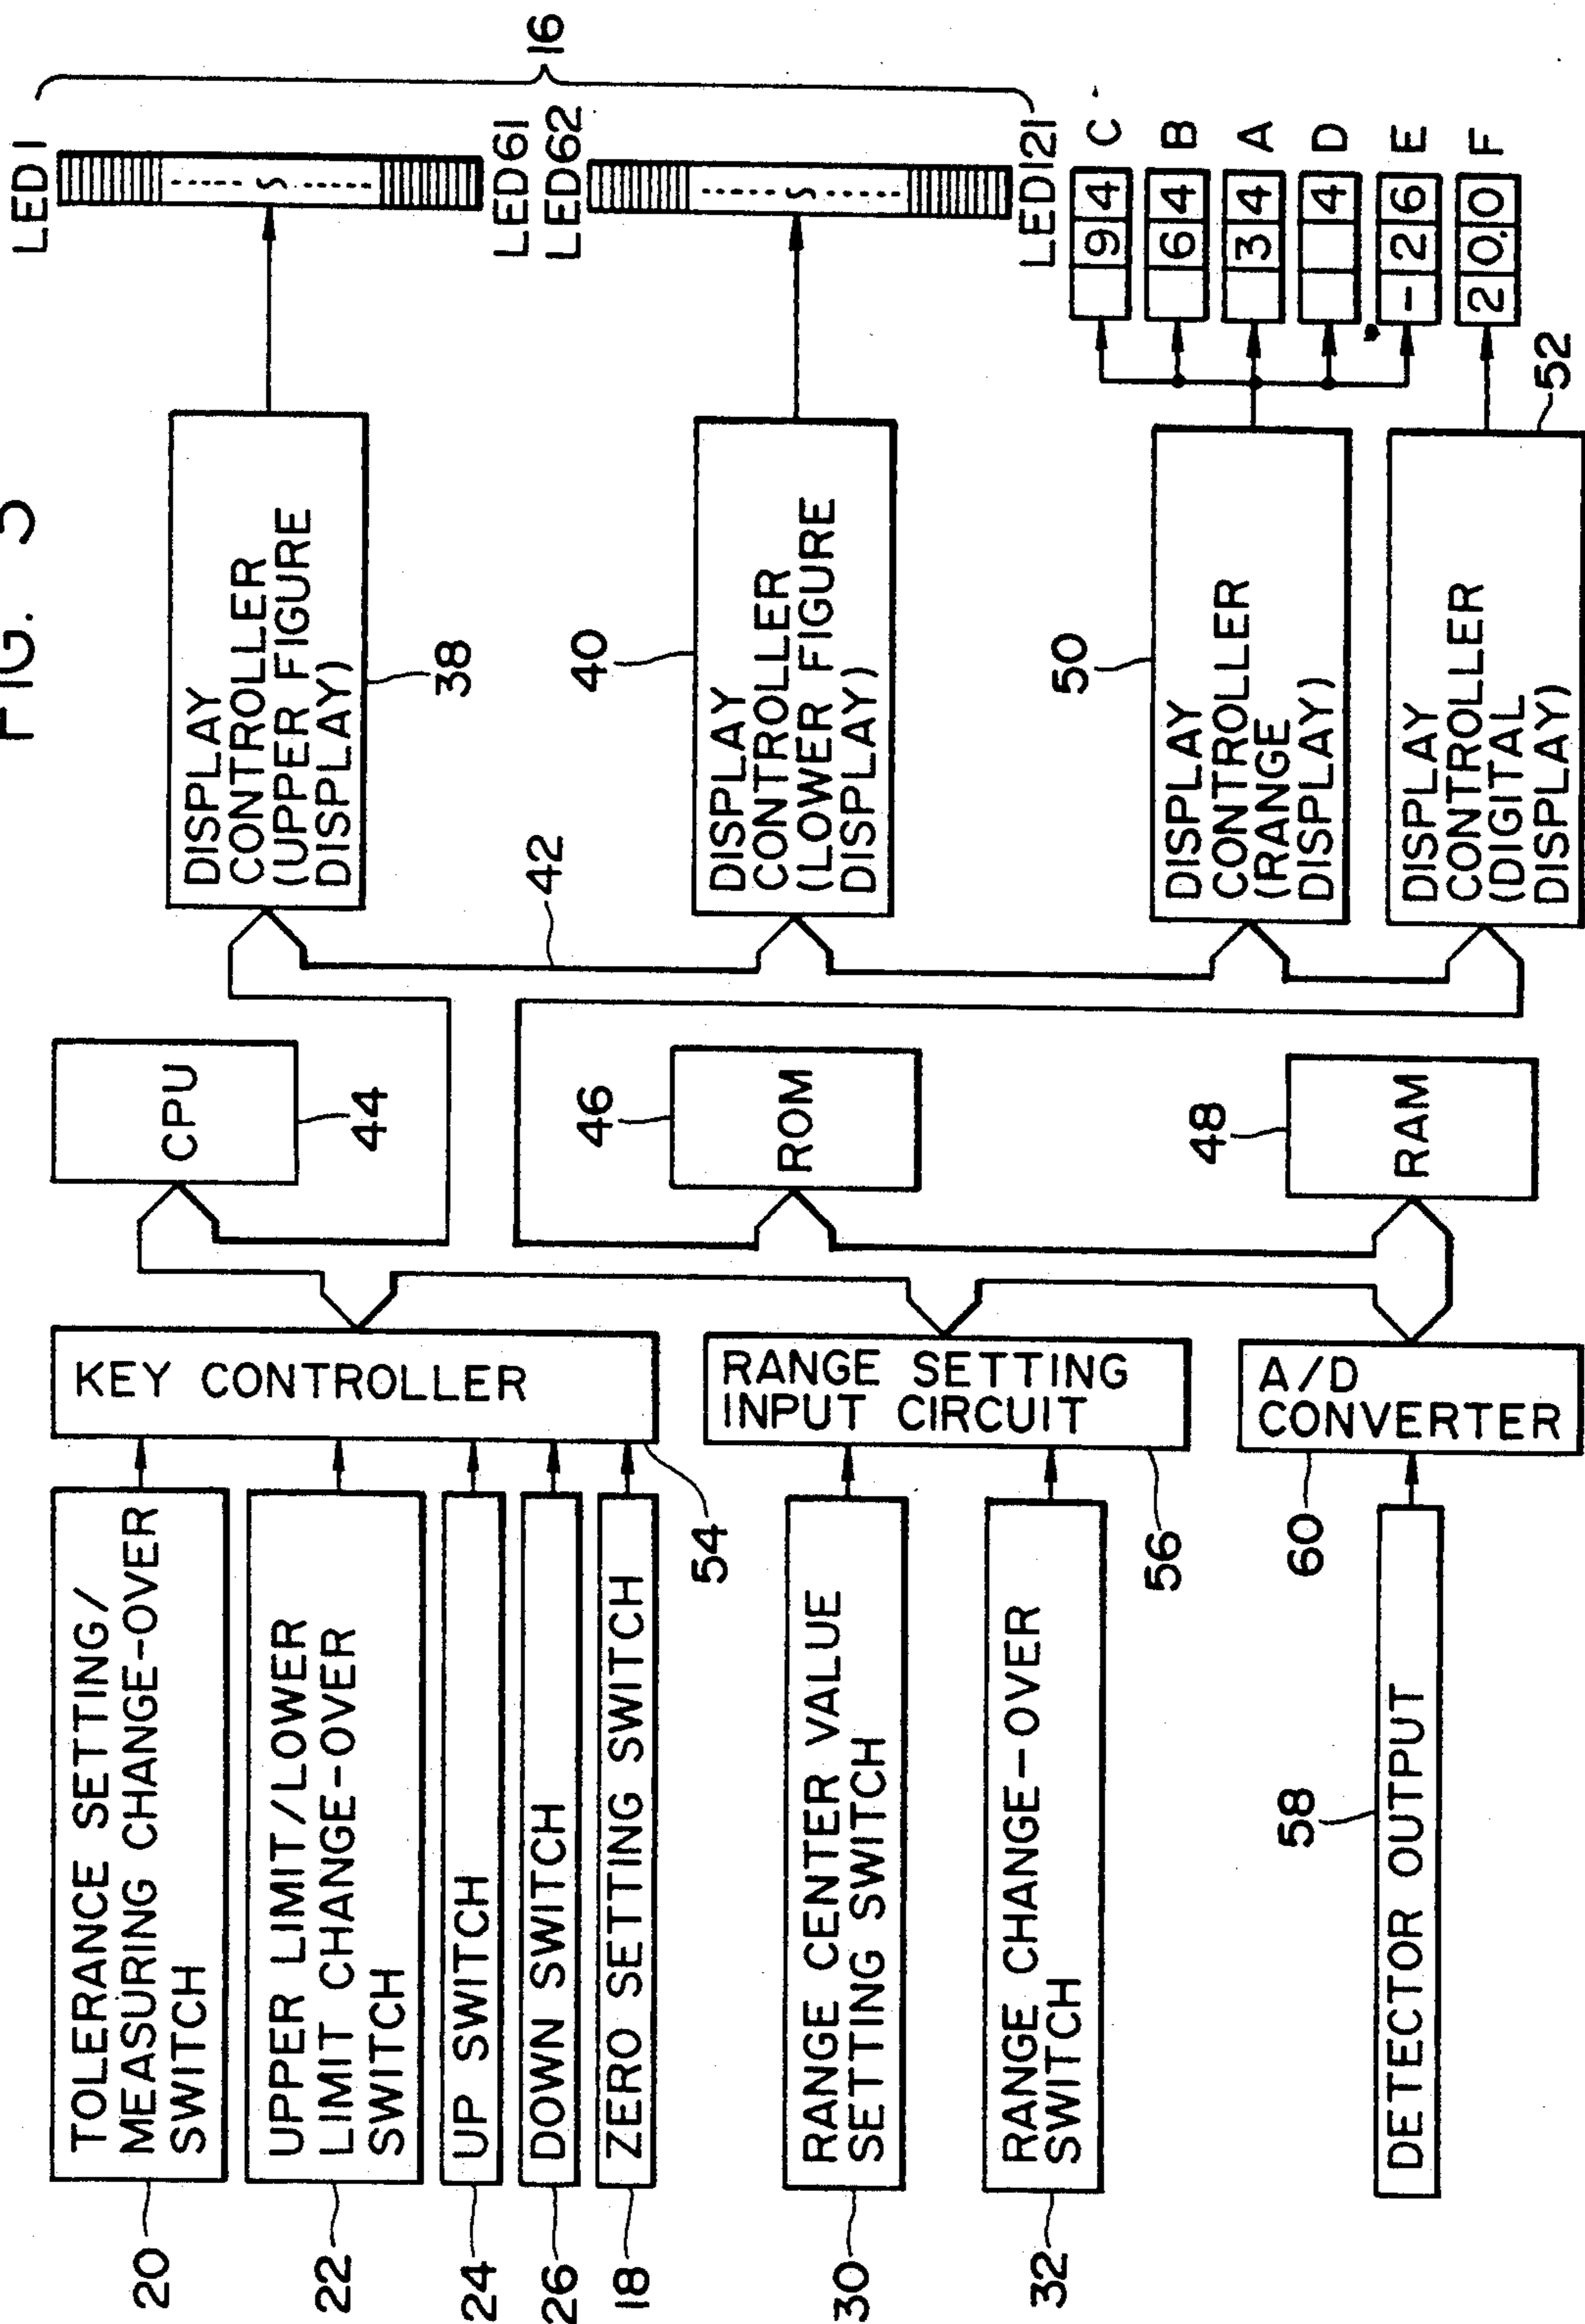 FIG.
TOLERANCE SETTING/
MEASURING CHANGE-OVER
SWITCH
20
UPPER LIMIT/LOWER
LIMIT CHANGE-OVER
SWITCH
22
UP SWITCH
24
DOWN SWITCH
26
ZERO SETTING SWITCH
18
RANGE CENTER VALUE
SETTING SWITCH
30
RANGE CHANGE-OVER
SWITCH
32
DETECTOR OUTPUT
58
KEY CONTROLLER
54
RANGE SETTING
INPUT CIRCUIT
56
A/D
CONVERTER
60
CPU
44
ROM
46
RAM
48
42
DISPLAY
CONTROLLER
(UPPER FIGURE
DISPLAY)
38
DISPLAY
CONTROLLER
(LOWER FIGURE
DISPLAY)
40
DISPLAY
CONTROLLER
(RANGE
DISPLAY)
50
DISPLAY
CONTROLLER
(DIGITAL
DISPLAY)
52
LED1
LED61
LED62
LED121
16
94 C
64 B
34 A
4 D
-26 E
20.0 F